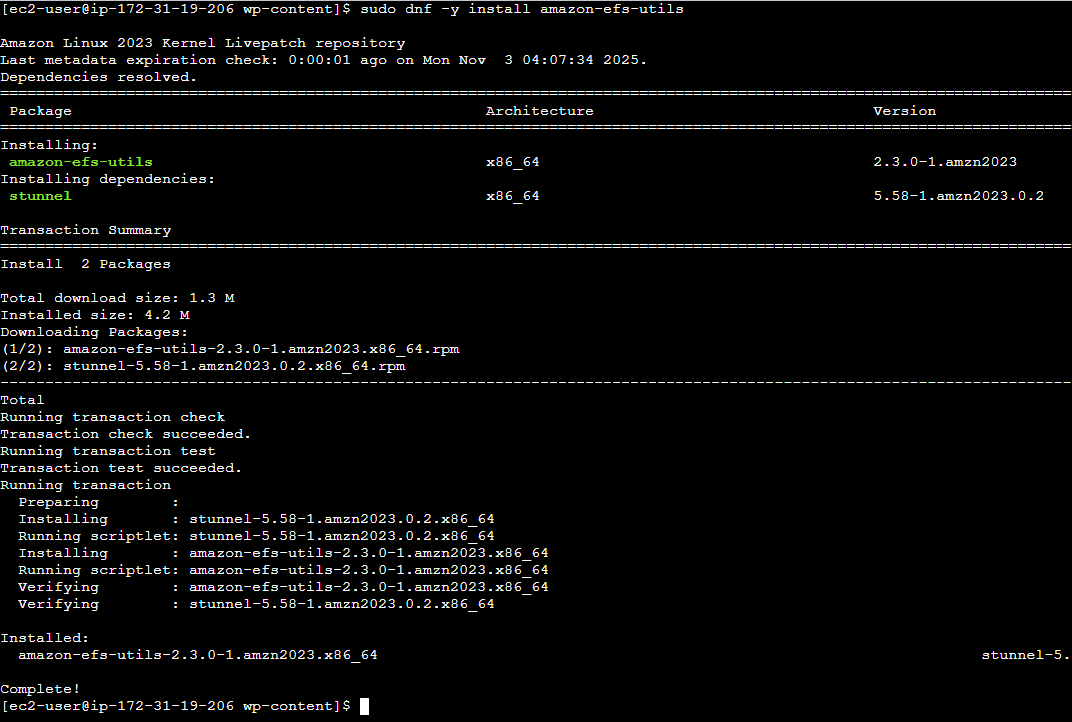 [ec2-user@ip-172-31-19-206 wp-content]$ sudo dnf -y install amazon-efs-utils
Amazon Linux 2023 Kernel Livepatch repository
Last metadata expiration check: 0:00:01 ago on Mon Nov  3 04:07:34 2025.
Dependencies resolved.
Package Architecture Version
Installing:
amazon-efs-utils x86_64 2.3.0-1.amzn2023
Installing dependencies:
stunnel x86_64 5.58-1.amzn2023.0.2
Transaction Summary
Install  2 Packages
Total download size: 1.3 M
Installed size: 4.2 M
Downloading Packages:
(1/2): amazon-efs-utils-2.3.0-1.amzn2023.x86_64.rpm
(2/2): stunnel-5.58-1.amzn2023.0.2.x86_64.rpm
Total
Running transaction check
Transaction check succeeded.
Running transaction test
Transaction test succeeded.
Running transaction
Preparing :
Installing : stunnel-5.58-1.amzn2023.0.2.x86_64
Running scriptlet: stunnel-5.58-1.amzn2023.0.2.x86_64
Installing : amazon-efs-utils-2.3.0-1.amzn2023.x86_64
Running scriptlet: amazon-efs-utils-2.3.0-1.amzn2023.x86_64
Verifying : amazon-efs-utils-2.3.0-1.amzn2023.x86_64
Verifying : stunnel-5.58-1.amzn2023.0.2.x86_64
Installed:
amazon-efs-utils-2.3.0-1.amzn2023.x86_64 stunnel-5.
Complete!
[ec2-user@ip-172-31-19-206 wp-content]$